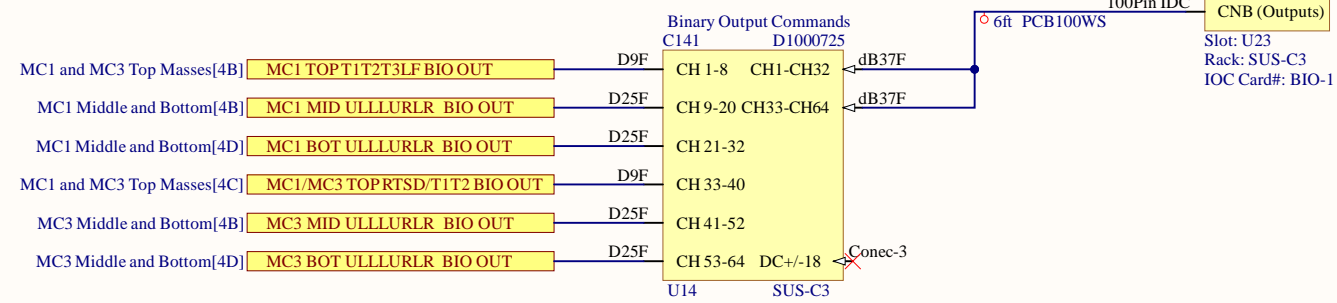 100Pin IDC
CNB (Outputs)
6ft PCB100WS
Slot: U23
Rack: SUS-C3
IOC Card#: BIO-1
Binary Output Commands
C141 D1000725
MC1 and MC3 Top Masses[4B] MC1 TOP T1T2T3LF BIO OUT D9F CH 1-8 CH1-CH32 dB37F
MC1 Middle and Bottom[4B] MC1 MID ULLLURLR BIO OUT D25F CH 9-20 CH33-CH64 dB37F
MC1 Middle and Bottom[4D] MC1 BOT ULLLURLR BIO OUT D25F CH 21-32
MC1 and MC3 Top Masses[4C] MC1/MC3 TOP RTSD/T1T2 BIO OUT D9F CH 33-40
MC3 Middle and Bottom[4B] MC3 MID ULLLURLR BIO OUT D25F CH 41-52
MC3 Middle and Bottom[4D] MC3 BOT ULLLURLR BIO OUT D25F CH 53-64 DC+/-18 Conec-3
U14 SUS-C3